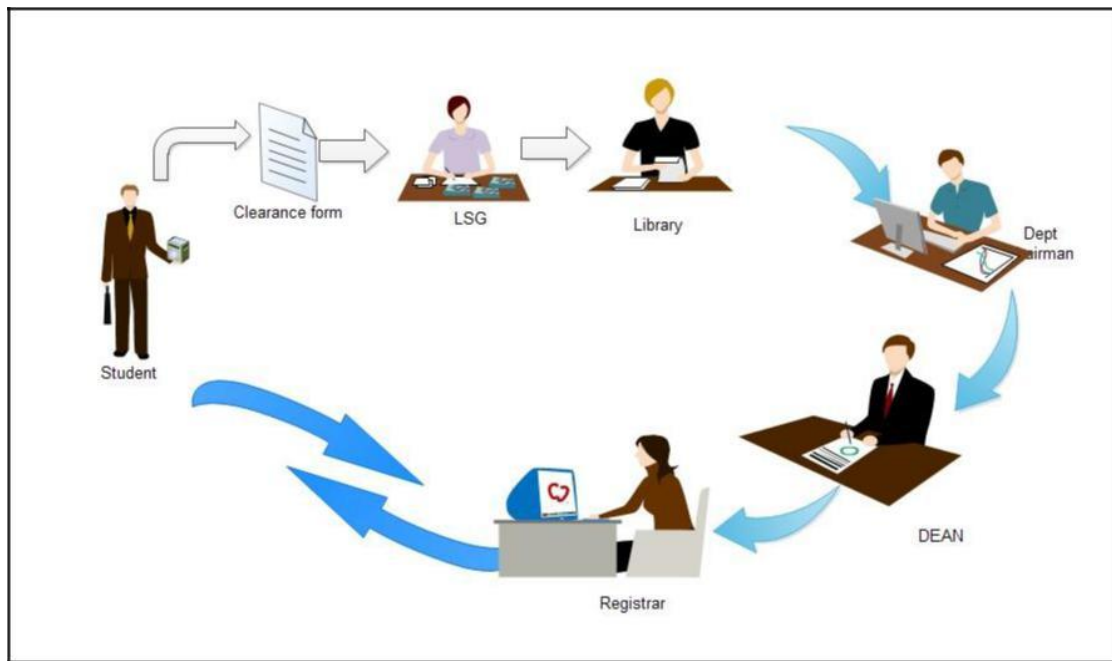 Clearance form
LSG
Library
Dept
airman
Student
DEAN
Registrar